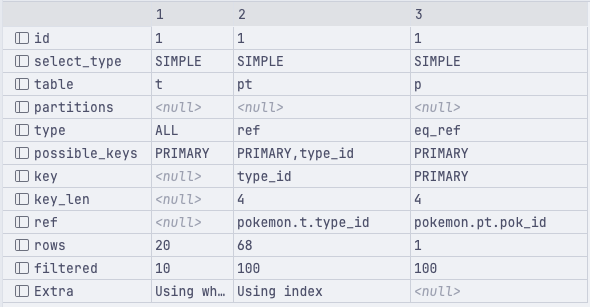 1 2 3
id 1 1 1
select_type SIMPLE SIMPLE SIMPLE
table t pt p
partitions <null> <null> <null>
type ALL ref eq_ref
possible_keys PRIMARY PRIMARY,type_id PRIMARY
key <null> type_id PRIMARY
key_len <null> 4 4
ref <null> pokemon.t.type_id pokemon.pt.pok_id
rows 20 68 1
filtered 10 100 100
Extra Using wh… Using index <null>